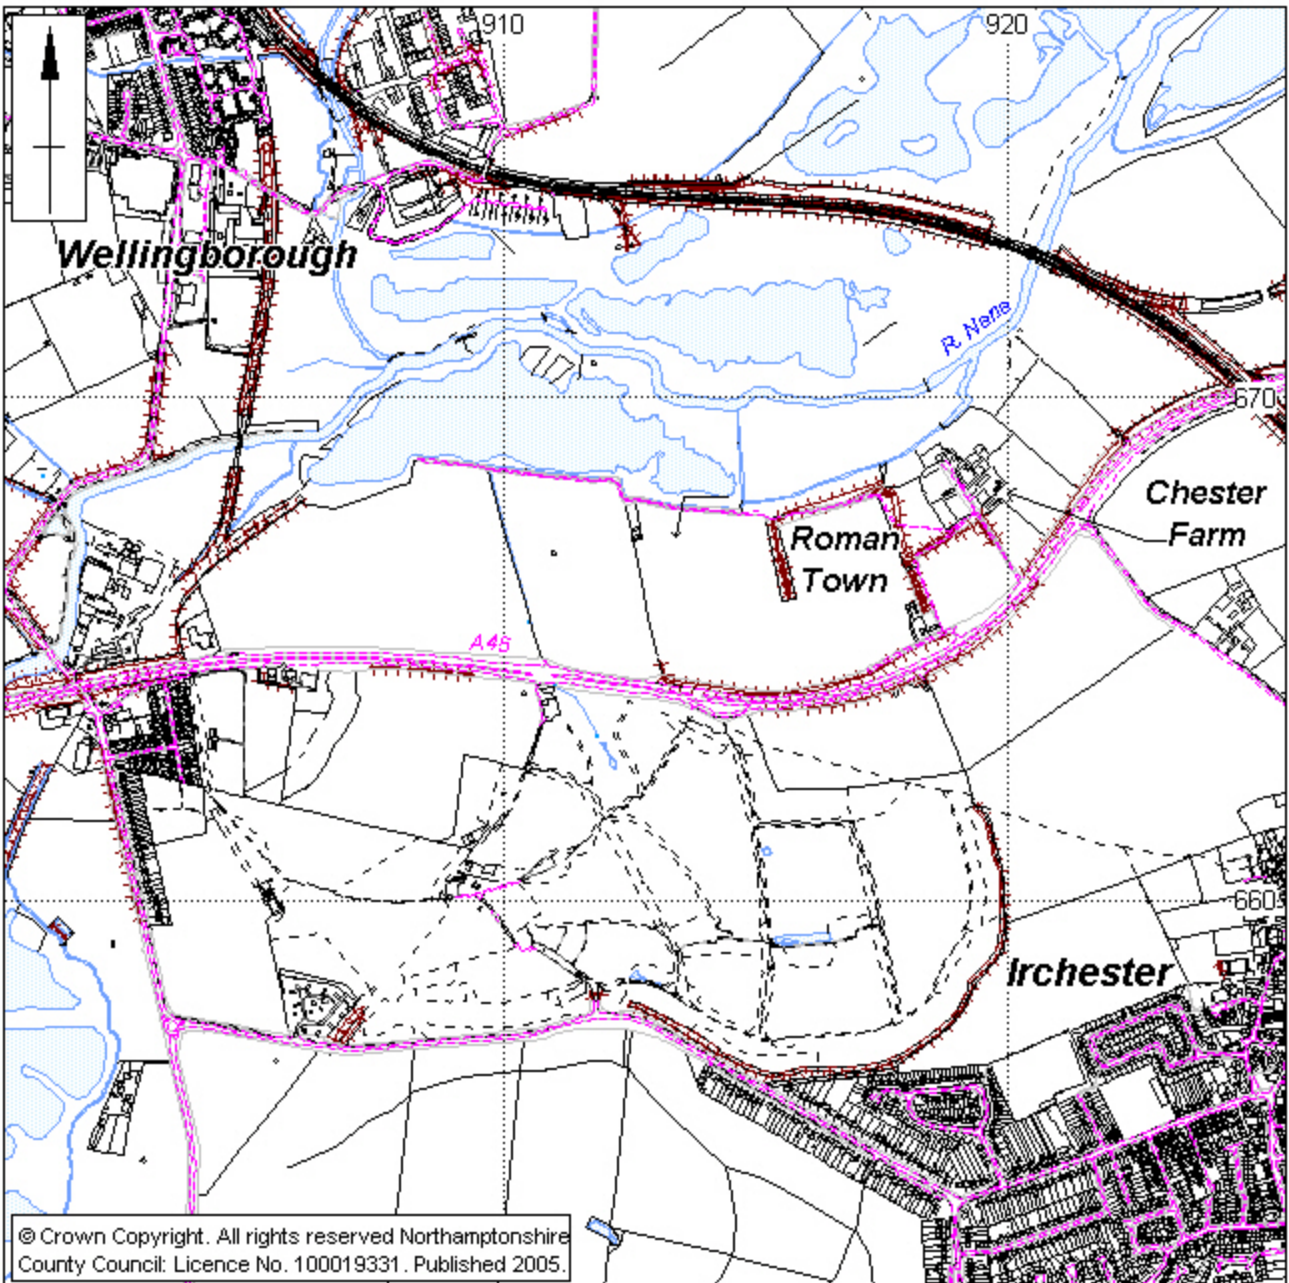 910
920
Wellingborough
R. Nene
670
Chester
Farm
Roman
Town
A45
660
Irchester
© Crown Copyright. All rights reserved Northamptonshire
County Council: Licence No. 100019331. Published 2005.